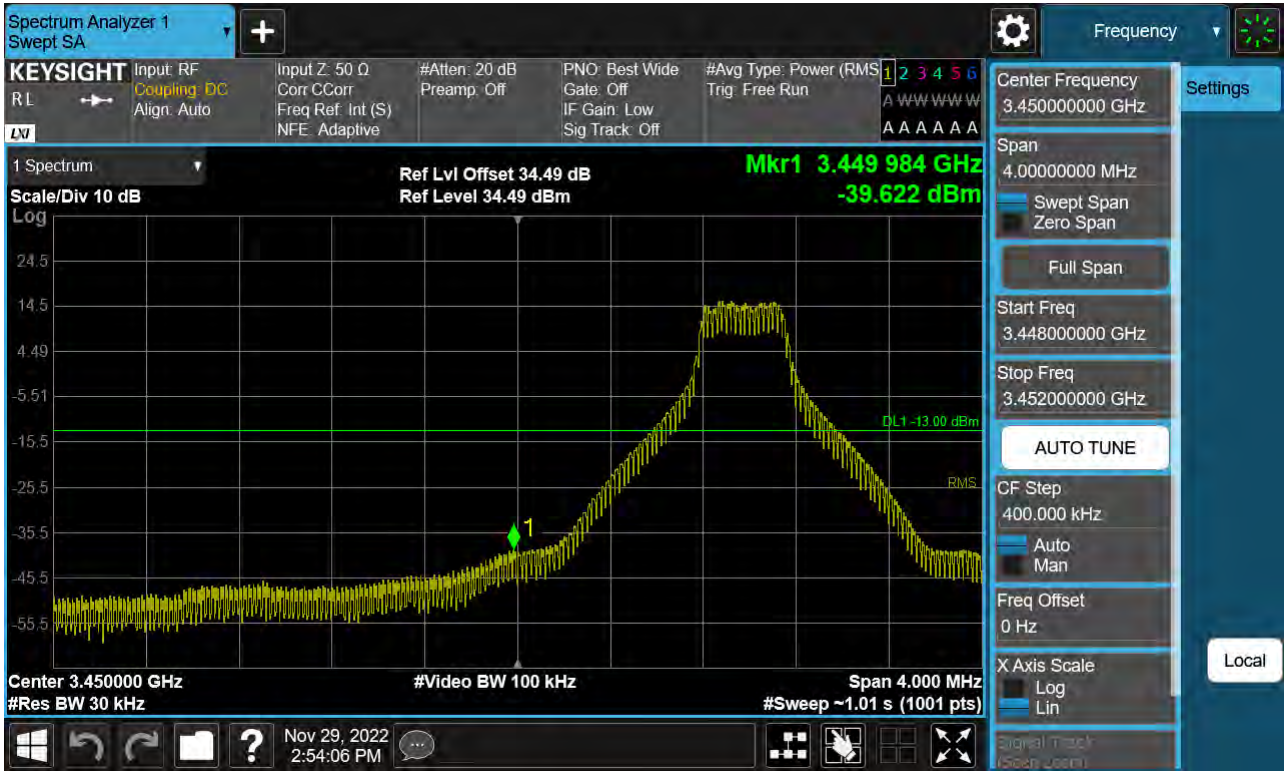 Spectrum Analyzer 1
Swept SA
+
Frequency
KEYSIGHT
RL
LXI
Input: RF
Coupling: DC
Align: Auto
Input Z: 50 Ω
Corr CCorr
Freq Ref: Int (S)
NFE: Adaptive
#Atten: 20 dB
Preamp: Off
PNO: Best Wide
Gate: Off
IF Gain: Low
Sig Track: Off
#Avg Type: Power (RMS
Trig: Free Run
1 2 3 4 5 6
A W W W W W
A A A A A A
1 Spectrum
Scale/Div 10 dB
Log
Ref Lvl Offset 34.49 dB
Ref Level 34.49 dBm
Mkr1 3.449 984 GHz
-39.622 dBm
24.5
14.5
4.49
-5.51
-15.5
-25.5
-35.5
-45.5
-55.5
DL1 -13.00 dBm
RMS
1
Center 3.450000 GHz
#Res BW 30 kHz
#Video BW 100 kHz
Span 4.000 MHz
#Sweep ~1.01 s (1001 pts)
Center Frequency
3.450000000 GHz
Span
4.00000000 MHz
Swept Span
Zero Span
Full Span
Start Freq
3.448000000 GHz
Stop Freq
3.452000000 GHz
AUTO TUNE
CF Step
400.000 kHz
Auto
Man
Freq Offset
0 Hz
X Axis Scale
Log
Lin
Signal Track
(Span Zoom)
Settings
Local
?
Nov 29, 2022
2:54:06 PM